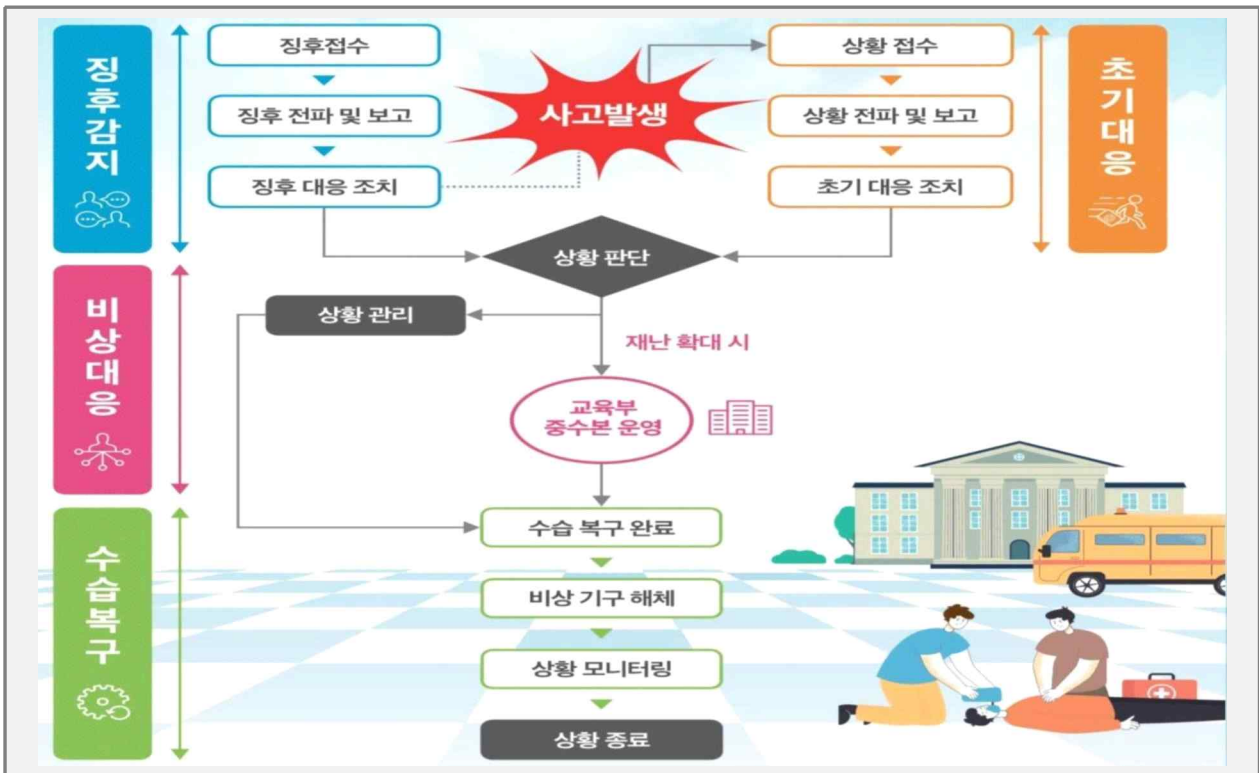 징후감지
징후접수
징후 전파 및 보고
징후 대응 조치
사고발생
상황 접수
상황 전파 및 보고
초기 대응 조치
초기대응
상황 판단
비상대응
상황 관리
재난 확대 시
교육부
중수본 운영
수습복구
수습 복구 완료
비상 기구 해체
상황 모니터링
상황 종료